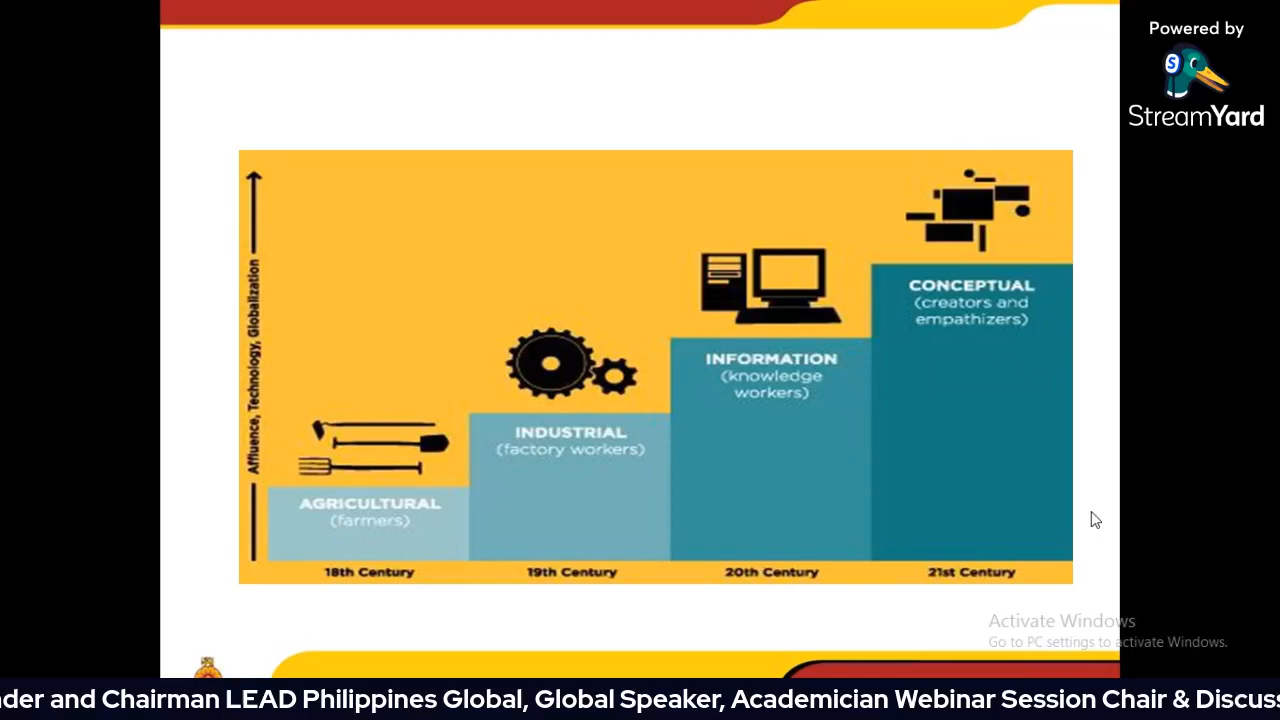 Powered by
StreamYard
Affluence, Technology, Globalization
CONCEPTUAL
(creators and
empathizers)
INFORMATION
(knowledge
workers)
INDUSTRIAL
(factory workers)
AGRICULTURAL
(farmers)
18th Century
19th Century
20th Century
21st Century
Activate Windows
Go to PC settings to activate Windows.
and Chairman LEAD Philippines Global, Global Speaker, Academician Webinar Session Chair &